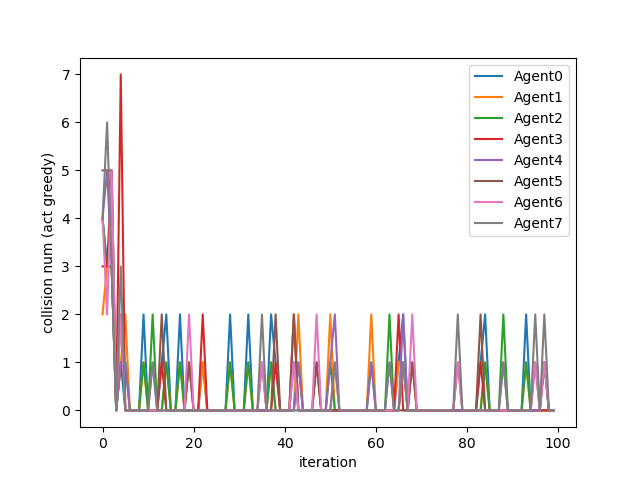 7
6
5
4
3
2
1
0
collision num (act greedy)
0
20
40
60
80
100
iteration
Agent0
Agent1
Agent2
Agent3
Agent4
Agent5
Agent6
Agent7